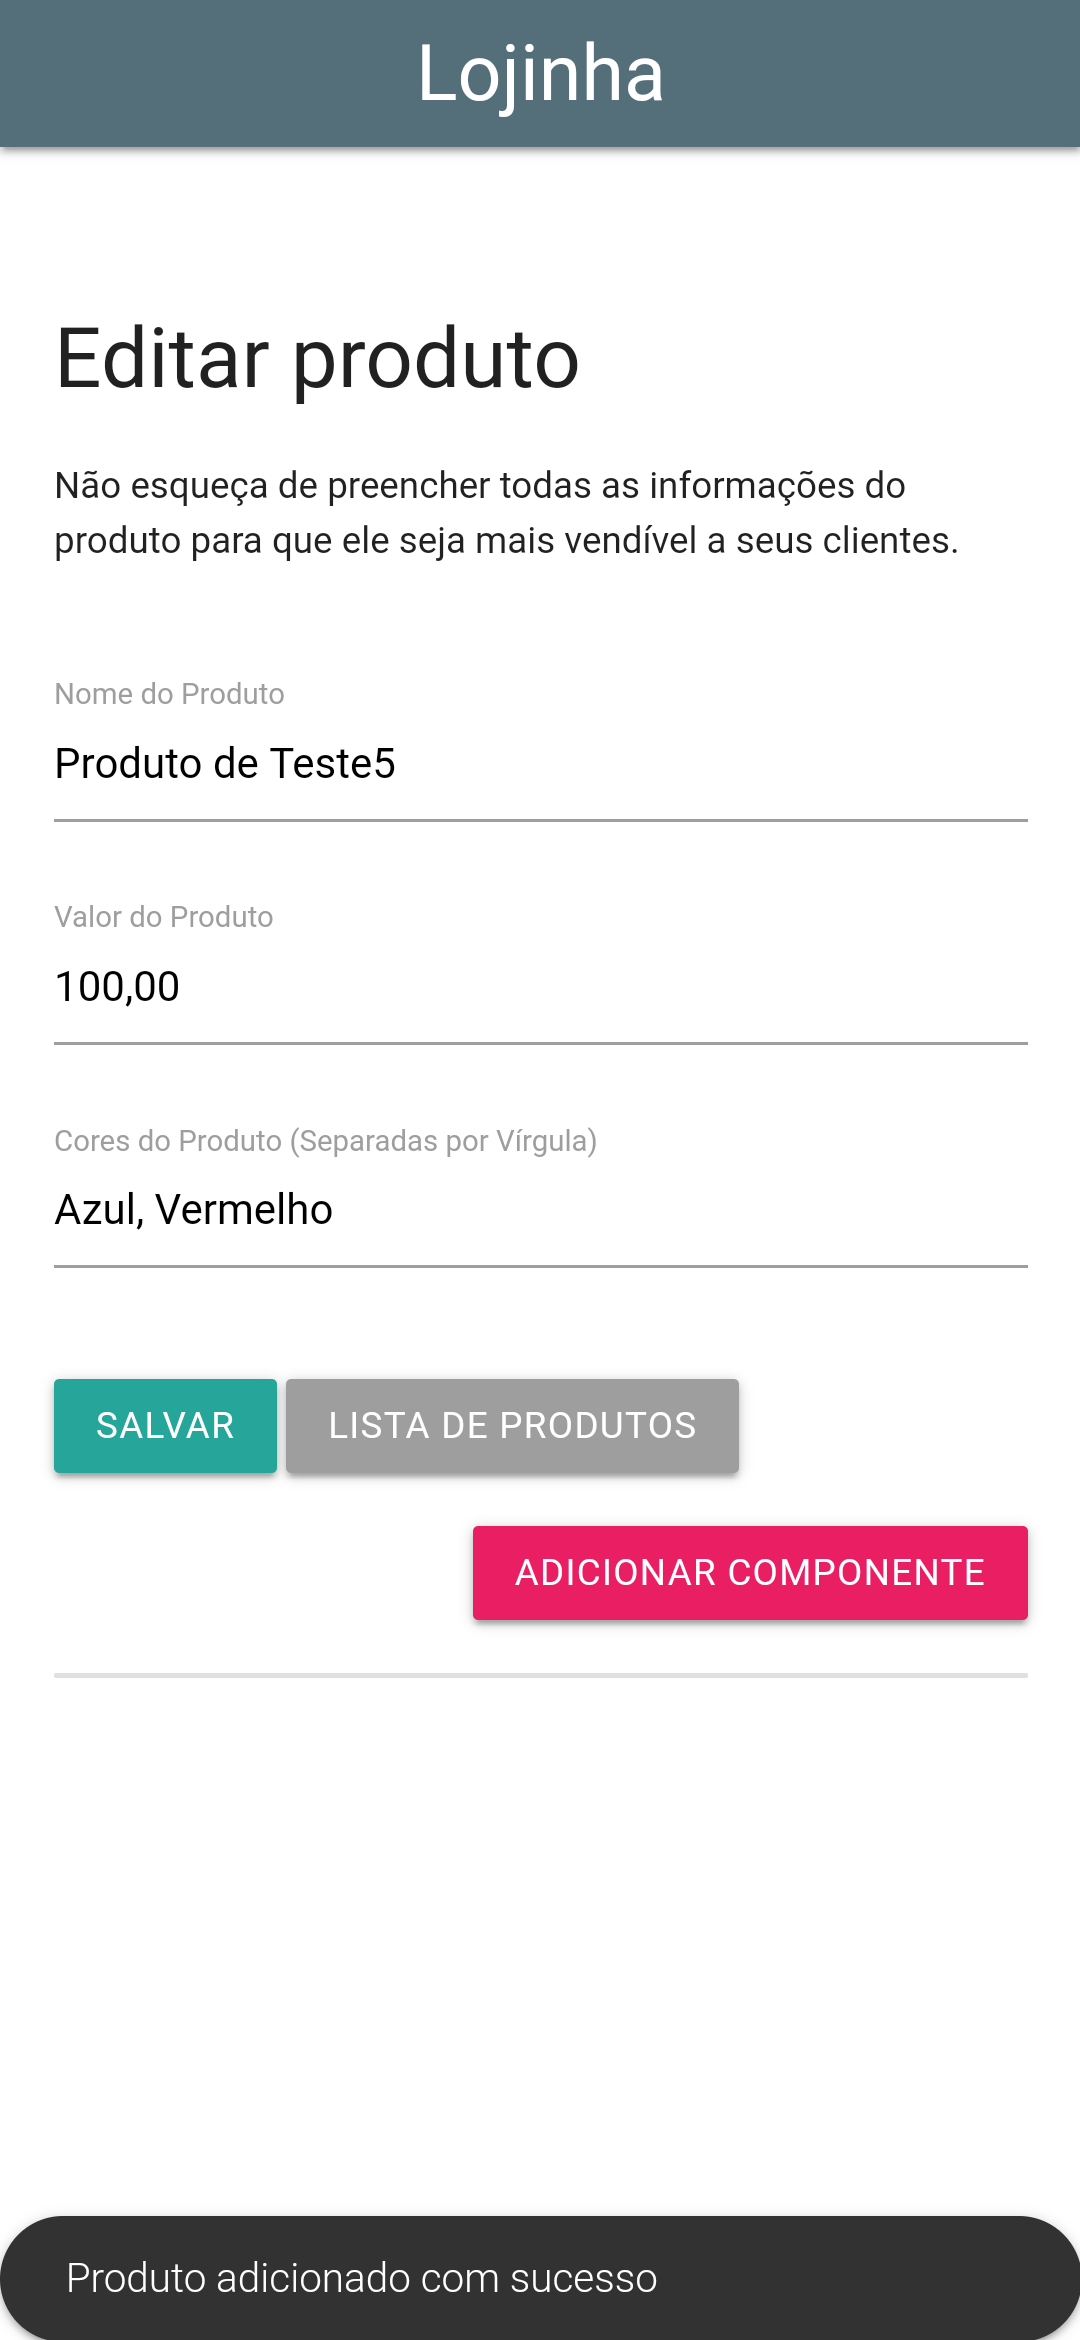 Lojinha
Editar produto
Não esqueça de preencher todas as informações do
produto para que ele seja mais vendível a seus clientes.
Nome do Produto
Produto de Teste5
Valor do Produto
100,00
Cores do Produto (Separadas por Vírgula)
Azul, Vermelho
SALVAR LISTA DE PRODUTOS
ADICIONAR COMPONENTE
Produto adicionado com sucesso